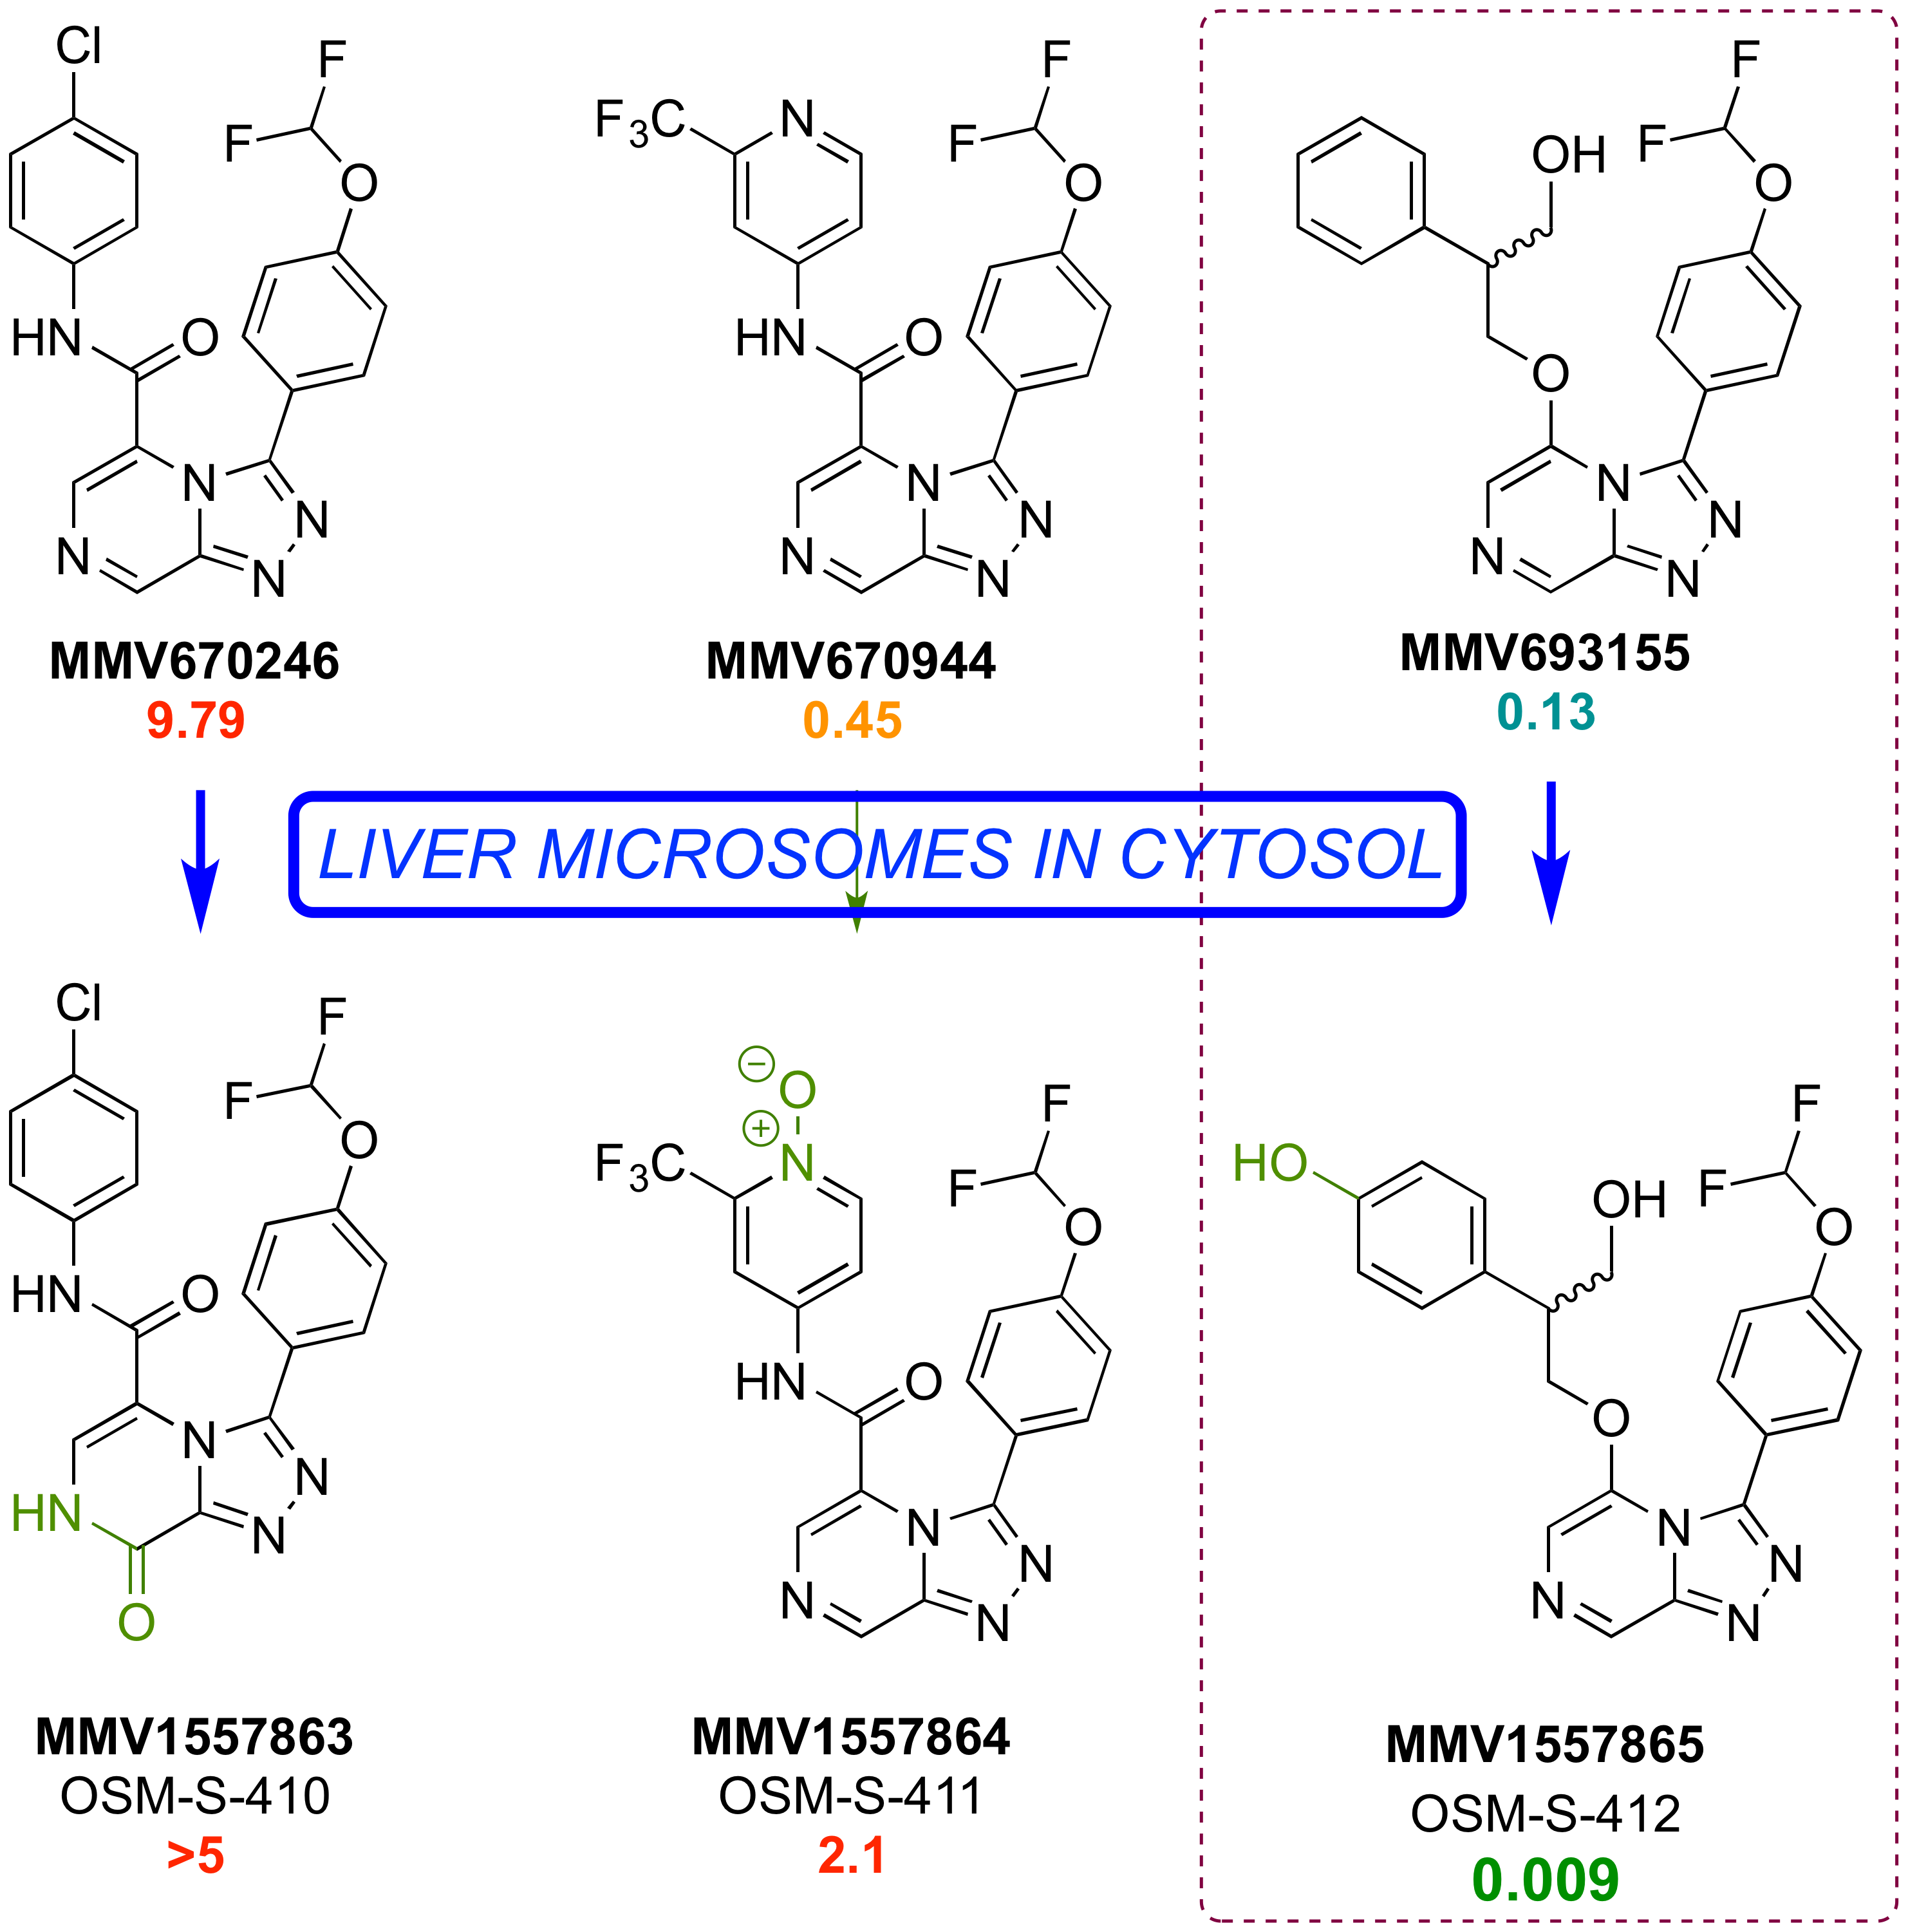 Cl
F
F
O
HN
O
N
N
N
N
MMV670246
9.79
F3C
N
F
F
O
HN
O
N
N
N
N
MMV670944
0.45
OH
F
F
O
O
N
N
N
N
MMV693155
0.13
LIVER MICROSOMES IN CYTOSOL
Cl
F
F
O
HN
O
N
N
N
HN
O
MMV1557863
OSM-S-410
>5
−
O
+
N
F3C
F
F
O
HN
O
N
N
N
N
MMV1557864
OSM-S-411
2.1
HO
OH
F
F
O
O
N
N
N
N
MMV1557865
OSM-S-412
0.009